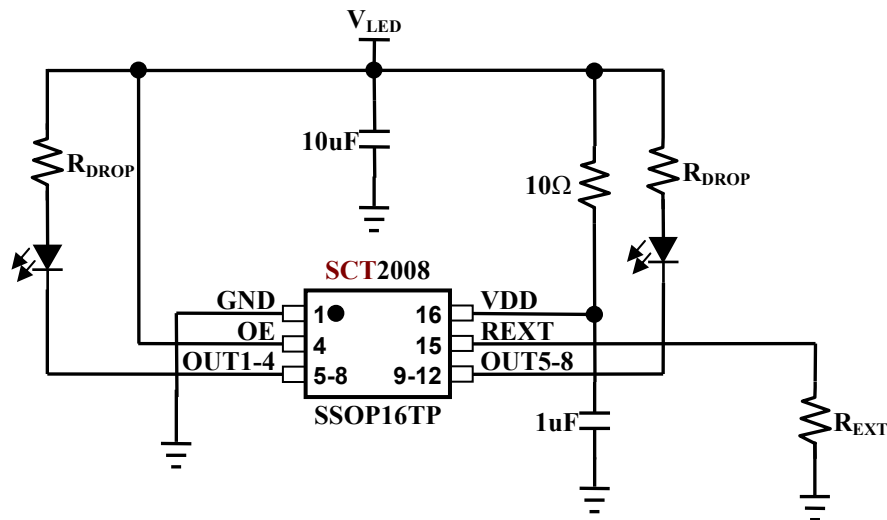 VLED
RDROP
10uF
10Ω
RDROP
SCT2008
GND
1
16
VDD
OE
4
15
REXT
OUT1-4
5-8
9-12
OUT5-8
SSOP16TP
1uF
REXT